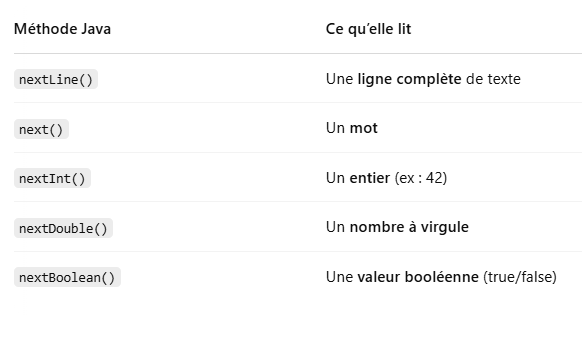 Méthode Java Ce qu’elle lit
nextLine() Une ligne complète de texte
next() Un mot
nextInt() Un entier (ex : 42)
nextDouble() Un nombre à virgule
nextBoolean() Une valeur booléenne (true/false)